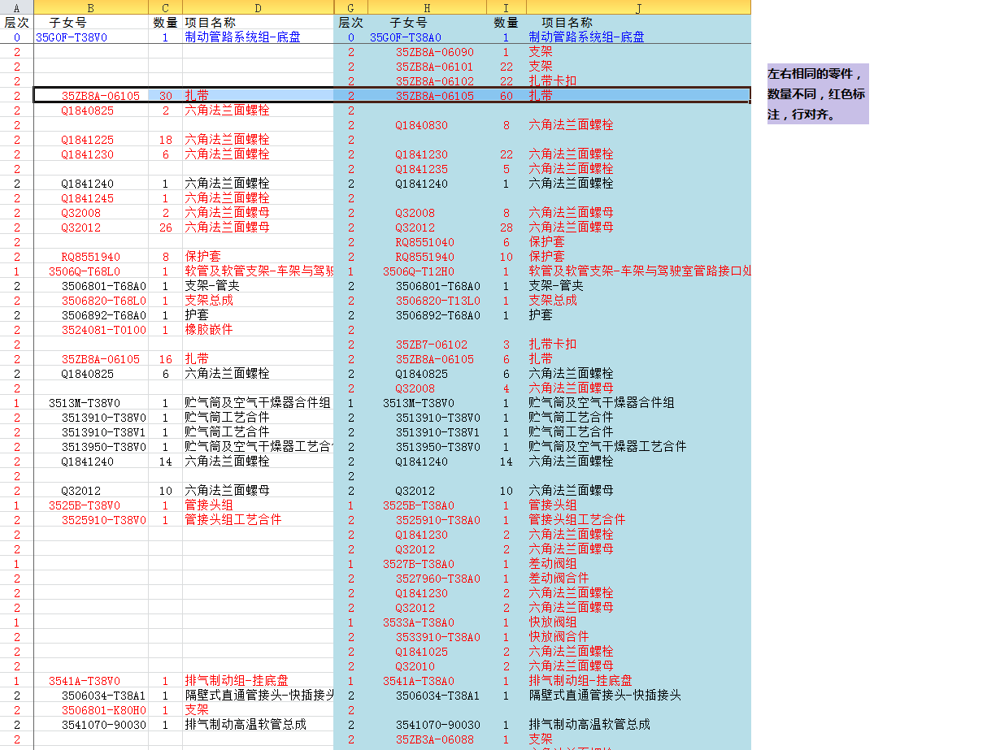 A B C D G H I J
层次 子女号 数量 项目名称 层次 子女号 数量 项目名称
0 35G0F-T38V0 1 制动管路系统组-底盘 0 35G0F-T38A0 1 制动管路系统组-底盘
2 2 35ZB8A-06090 1 支架
2 2 35ZB8A-06101 22 支架
2 2 35ZB8A-06102 22 扎带卡扣
2 35ZB8A-06105 30 扎带 2 35ZB8A-06105 60 扎带
2 Q1840825 2 六角法兰面螺栓 2
2 2 Q1840830 8 六角法兰面螺栓
2 Q1841225 18 六角法兰面螺栓 2
2 Q1841230 6 六角法兰面螺栓 2 Q1841230 22 六角法兰面螺栓
2 2 Q1841235 5 六角法兰面螺栓
2 Q1841240 1 六角法兰面螺栓 2 Q1841240 1 六角法兰面螺栓
2 Q1841245 1 六角法兰面螺栓 2
2 Q32008 2 六角法兰面螺母 2 Q32008 8 六角法兰面螺母
2 Q32012 26 六角法兰面螺母 2 Q32012 28 六角法兰面螺母
2 2 RQ8551040 6 保护套
2 RQ8551940 8 保护套 2 RQ8551940 10 保护套
1 3506Q-T68L0 1 软管及软管支架-车架与驾驶 1 3506Q-T12H0 1 软管及软管支架-车架与驾驶室管路接口处
2 3506801-T68A0 1 支架-管夹 2 3506801-T68A0 1 支架-管夹
2 3506820-T68L0 1 支架总成 2 3506820-T13L0 1 支架总成
2 3506892-T68A0 1 护套 2 3506892-T68A0 1 护套
2 3524081-T0100 1 橡胶嵌件 2
2 2 35ZB7-06102 3 扎带卡扣
2 35ZB8A-06105 16 扎带 2 35ZB8A-06105 6 扎带
2 Q1840825 6 六角法兰面螺栓 2 Q1840825 6 六角法兰面螺栓
2 2 Q32008 4 六角法兰面螺母
1 3513M-T38V0 1 贮气筒及空气干燥器合件组 1 3513M-T38V0 1 贮气筒及空气干燥器合件组
2 3513910-T38V0 1 贮气筒工艺合件 2 3513910-T38V0 1 贮气筒工艺合件
2 3513910-T38V1 1 贮气筒工艺合件 2 3513910-T38V1 1 贮气筒工艺合件
2 3513950-T38V0 1 贮气筒及空气干燥器工艺合 2 3513950-T38V0 1 贮气筒及空气干燥器工艺合件
2 Q1841240 14 六角法兰面螺栓 2 Q1841240 14 六角法兰面螺栓
2 2
2 Q32012 10 六角法兰面螺母 2 Q32012 10 六角法兰面螺母
1 3525B-T38V0 1 管接头组 1 3525B-T38A0 1 管接头组
2 3525910-T38V0 1 管接头组工艺合件 2 3525910-T38A0 1 管接头组工艺合件
2 2 Q1841230 2 六角法兰面螺栓
2 2 Q32012 2 六角法兰面螺母
1 1 3527B-T38A0 1 差动阀组
2 2 3527960-T38A0 1 差动阀合件
2 2 Q1841230 2 六角法兰面螺栓
2 2 Q32012 2 六角法兰面螺母
1 1 3533A-T38A0 1 快放阀组
2 2 3533910-T38A0 1 快放阀合件
2 2 Q1841025 2 六角法兰面螺栓
2 2 Q32010 2 六角法兰面螺母
1 3541A-T38V0 1 排气制动组-挂底盘 1 3541A-T38A0 1 排气制动组-挂底盘
2 3506034-T38A1 1 隔壁式直通管接头-快插接头 2 3506034-T38A1 1 隔壁式直通管接头-快插接头
2 3506801-K80H0 1 支架 2
2 3541070-90030 1 排气制动高温软管总成 2 3541070-90030 1 排气制动高温软管总成
2 2 35ZB3A-06088 1 支架
左右相同的零件，
数量不同，红色标
注，行对齐。